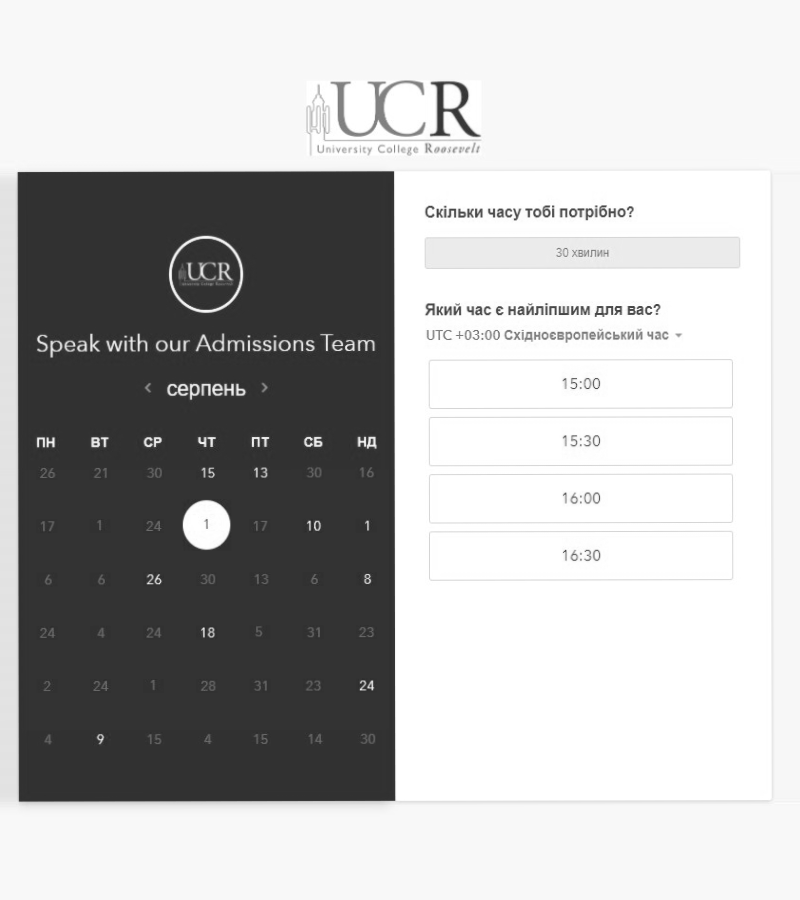 UCR
University College Roosevelt
UCR
Speak with our Admissions Team
серпень
ПН ВТ СР ЧТ ПТ СБ НД
26 21 30 15 13 30 16
17 1 24 1 17 10 1
6 6 26 30 13 6 8
24 4 24 18 5 31 23
2 24 1 28 31 23 24
4 9 15 4 15 14 30
Скільки часу тобі потрібно?
30 хвилин
Який час є найліпшим для вас?
UTC +03:00 Східноєвропейський час
15:00
15:30
16:00
16:30